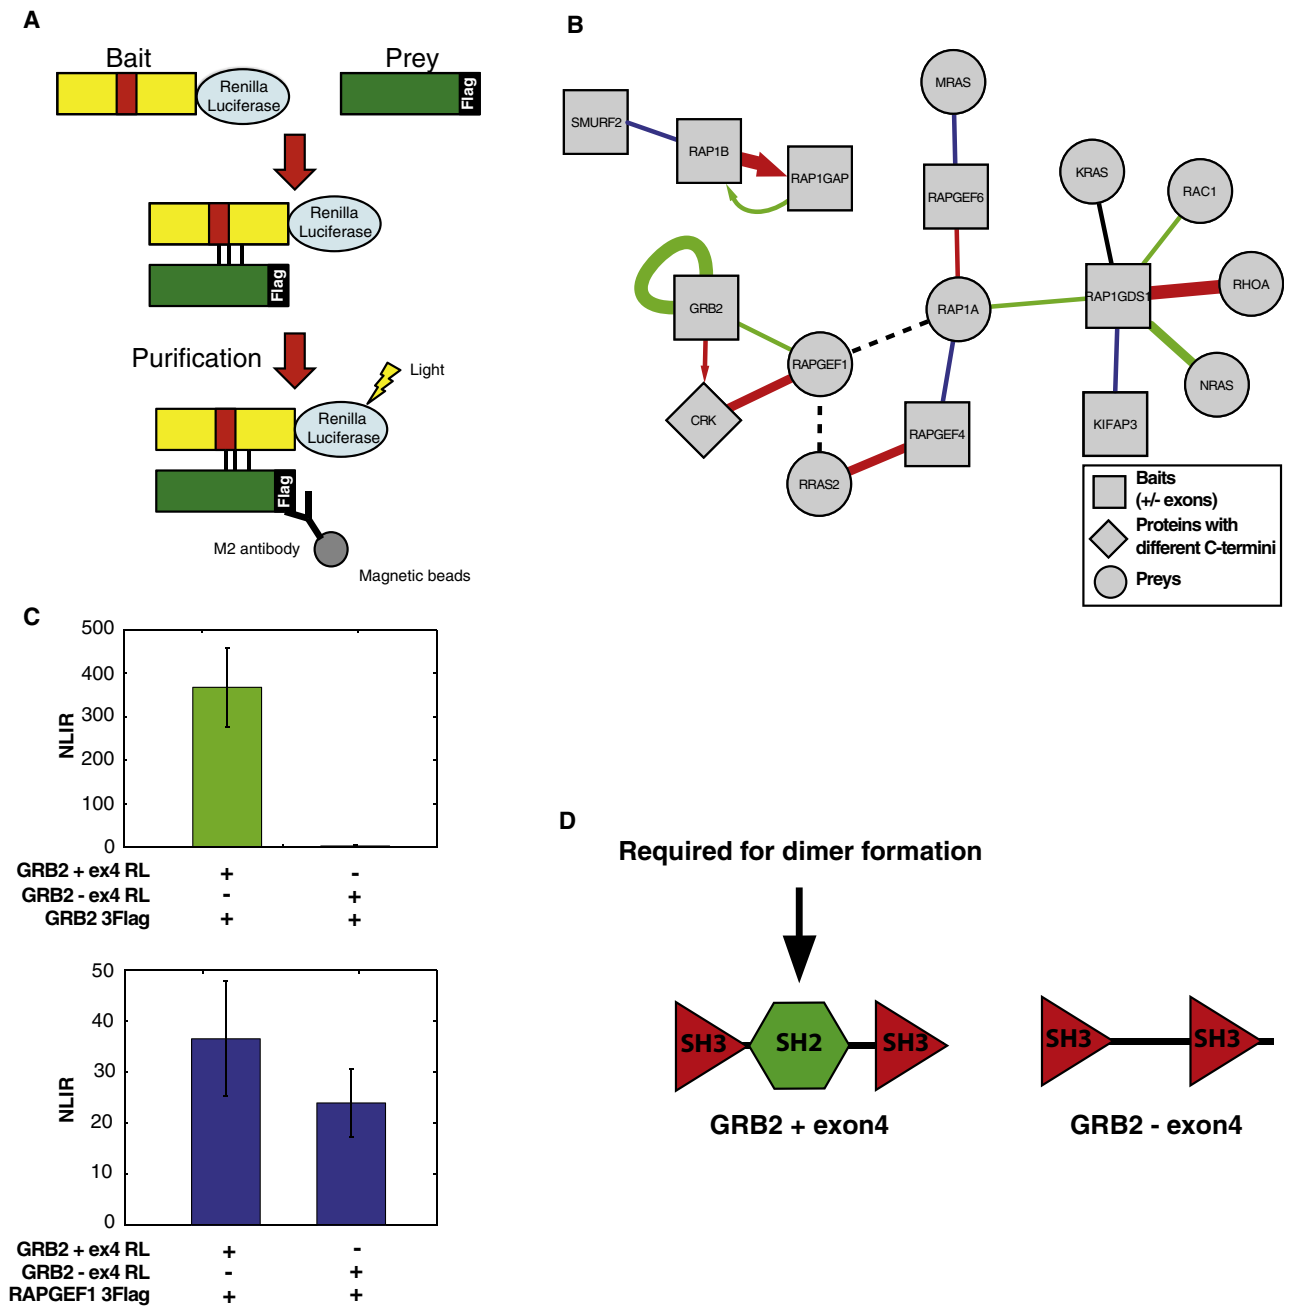 A
Bait
Prey
Renilla
Luciferase
Flag
Renilla
Luciferase
Flag
Purification
Light
Renilla
Luciferase
Flag
M2 antibody
Magnetic beads
B
MRAS
SMURF2
RAP1B
RAP1GAP
RAPGEF6
KRAS
RAC1
GRB2
RAP1A
RAP1GDS1
RHOA
RAPGEF1
NRAS
CRK
RAPGEF4
KIFAP3
RRAS2
Baits
(+/- exons)
Proteins with
different C-termini
Preys
C
500
400
300
200
100
0
NLIR
GRB2 + ex4 RL + -
GRB2 - ex4 RL - +
GRB2 3Flag + +
50
40
30
20
10
0
NLIR
GRB2 + ex4 RL + -
GRB2 - ex4 RL - +
RAPGEF1 3Flag + +
D
Required for dimer formation
SH3 SH2 SH3
SH3 SH3
GRB2 + exon4
GRB2 - exon4